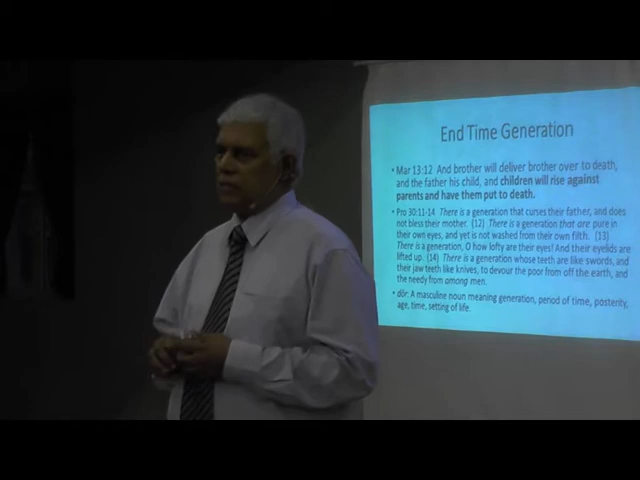 End Time Generation
• Mar 13:12 And brother will deliver brother over to death,
and the father his child, and children will rise against
parents and have them put to death.
• Pro 30:11-14 There is a generation that curses their father, and does
not bless their mother. (12) There is a generation that are pure in
their own eyes, and yet is not washed from their own filth. (13)
There is a generation, O how lofty are their eyes! And their eyelids are
lifted up. (14) There is a generation whose teeth are like swords, and
their jaw teeth like knives, to devour the poor from off the earth, and
the needy from among men.
• dôr: A masculine noun meaning generation, period of time, posterity,
age, time, setting of life.